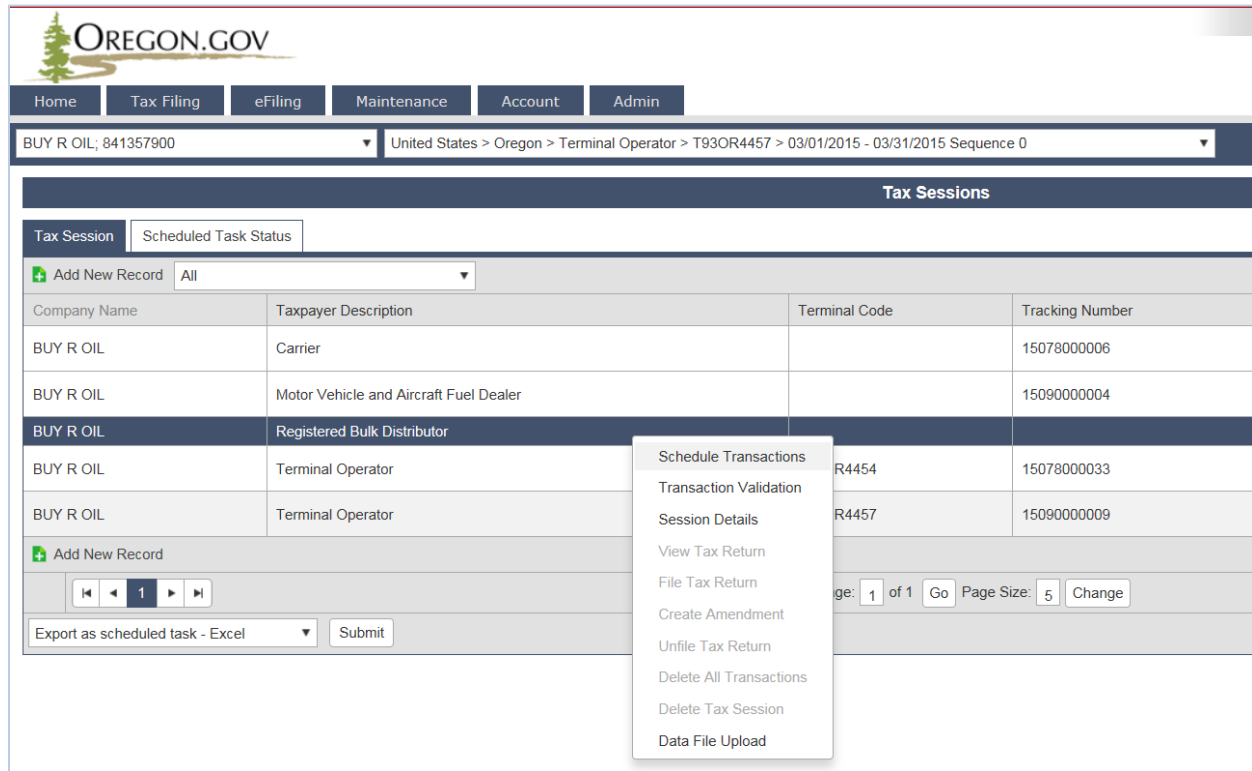 OREGON.GOV
Home Tax Filing eFiling Maintenance Account Admin
BUY R OIL; 841357900 United States > Oregon > Terminal Operator > T93OR4457 > 03/01/2015 - 03/31/2015 Sequence 0
Tax Sessions
Tax Session Scheduled Task Status
Add New Record All
Company Name Taxpayer Description Terminal Code Tracking Number
BUY R OIL Carrier 15078000006
BUY R OIL Motor Vehicle and Aircraft Fuel Dealer 15090000004
BUY R OIL Registered Bulk Distributor
BUY R OIL Terminal Operator R4454 15078000033
BUY R OIL Terminal Operator R4457 15090000009
Add New Record
1 ge: 1 of 1 Go Page Size: 5 Change
Export as scheduled task - Excel Submit
Schedule Transactions
Transaction Validation
Session Details
View Tax Return
File Tax Return
Create Amendment
Unfile Tax Return
Delete All Transactions
Delete Tax Session
Data File Upload